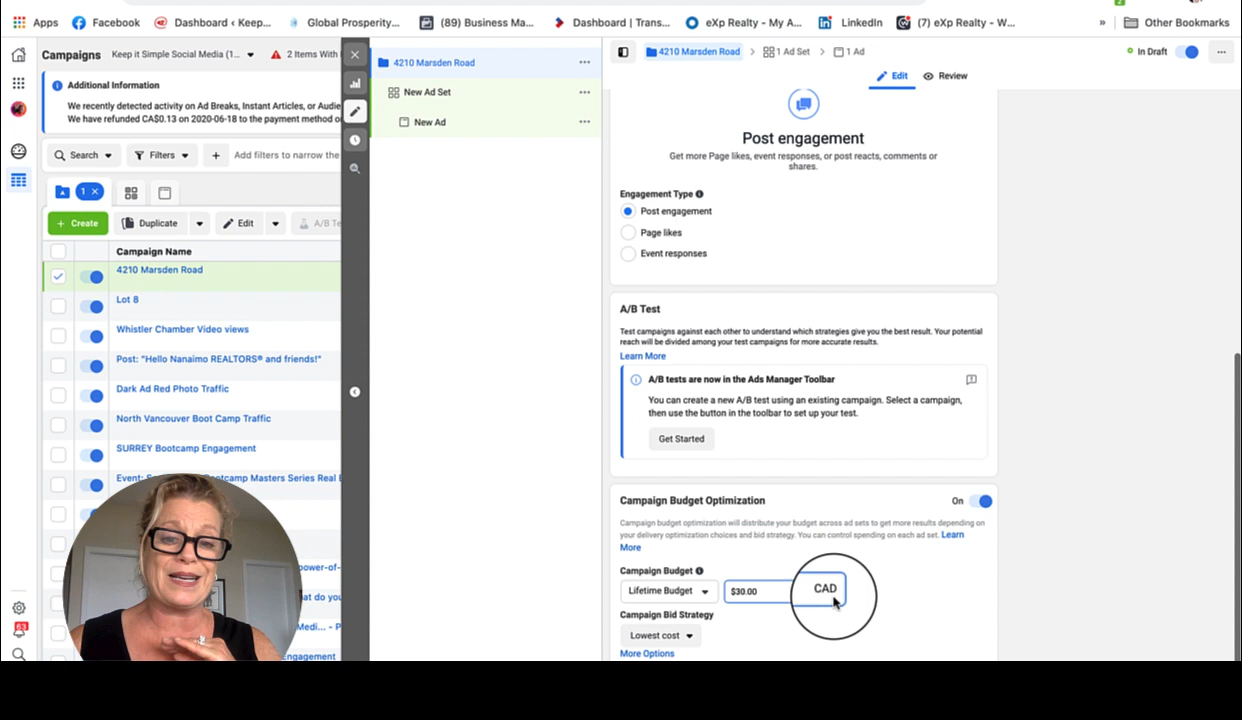 2
Apps
Facebook
Dashboard ‹ Keep...
Global Prosperity...
(89) Business Ma...
Dashboard | Trans...
eXp Realty - My A...
LinkedIn
(7) eXp Realty - W...
»
Other Bookmarks
Campaigns
Keep it Simple Social Media (1...
2 Items With
4210 Marsden Road
1 Ad Set
1 Ad
In Draft
Edit
Review
Additional Information
We recently detected activity on Ad Breaks, Instant Articles, or Audie
We have refunded CA$0.13 on 2020-06-18 to the payment method o
Search
Filters
Add filters to narrow the
1 ×
+ Create
Duplicate
Edit
A/B Te
Campaign Name
4210 Marsden Road
Lot 8
Whistler Chamber Video views
Post: "Hello Nanaimo REALTORS® and friends!"
Dark Ad Red Photo Traffic
North Vancouver Boot Camp Traffic
SURREY Bootcamp Engagement
Event: S ootcamp Masters Series Real E
power-of-
at do you
Medi... - P
Engagement
63
4210 Marsden Road
New Ad Set
New Ad
Post engagement
Get more Page likes, event responses, or post reacts, comments or
shares.
Engagement Type
Post engagement
Page likes
Event responses
A/B Test
Test campaigns against each other to understand which strategies give you the best result. Your potential
reach will be divided among your test campaigns for more accurate results.
Learn More
A/B tests are now in the Ads Manager Toolbar
You can create a new A/B test using an existing campaign. Select a campaign,
then use the button in the toolbar to set up your test.
Get Started
Campaign Budget Optimization
On
Campaign budget optimization will distribute your budget across ad sets to get more results depending on
your delivery optimization choices and bid strategy. You can control spending on each ad set. Learn
More
Campaign Budget
Lifetime Budget
$30.00
CAD
Campaign Bid Strategy
Lowest cost
More Options